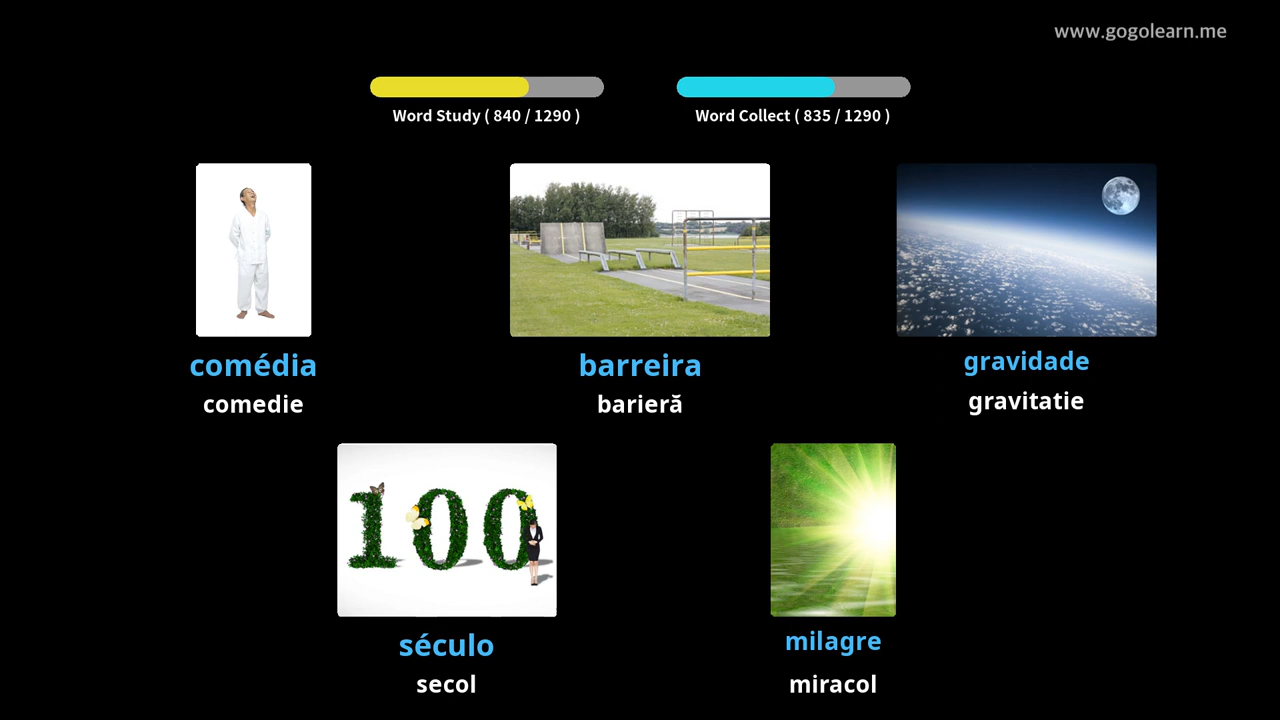 www.gogolearn.me
Word Study ( 840 / 1290 )
Word Collect ( 835 / 1290 )
comédia
comedie
barreira
barieră
gravidade
gravitatie
100
século
secol
milagre
miracol